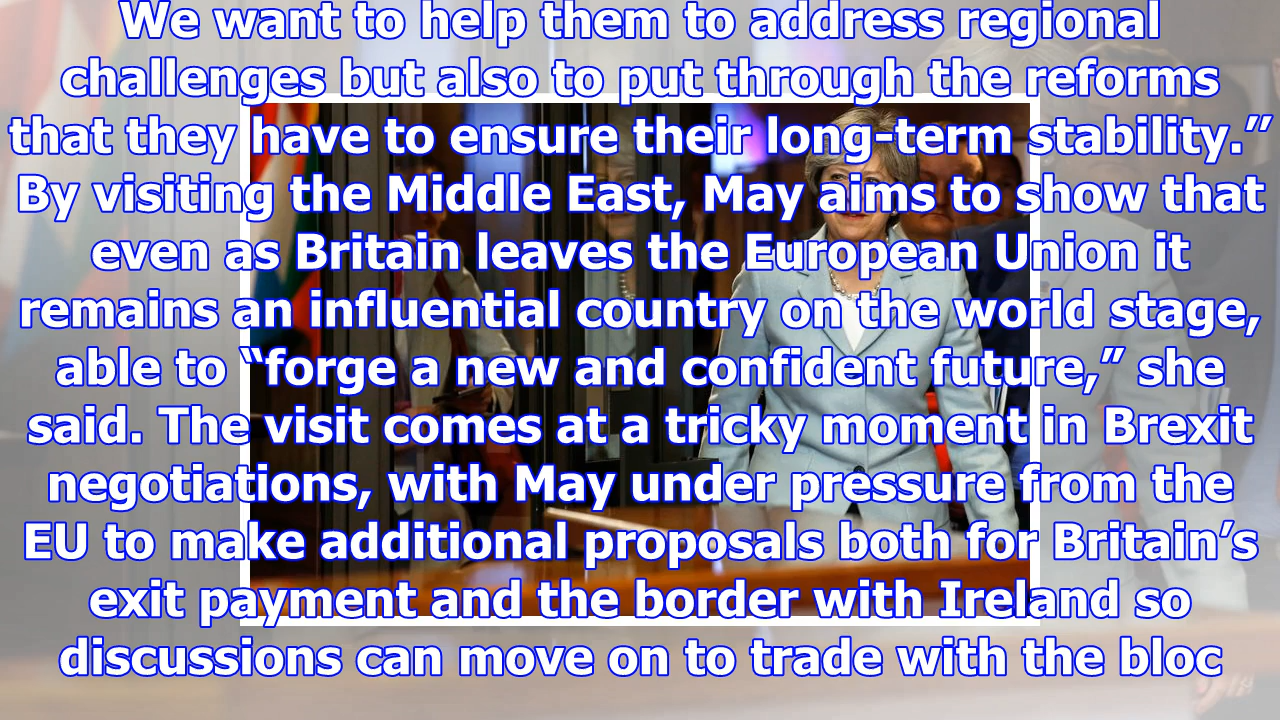 We want to help them to address regional
challenges but also to put through the reforms
that they have to ensure their long-term stability.”
By visiting the Middle East, May aims to show that
even as Britain leaves the European Union it
remains an influential country on the world stage,
able to “forge a new and confident future,” she
said. The visit comes at a tricky moment in Brexit
negotiations, with May under pressure from the
EU to make additional proposals both for Britain’s
exit payment and the border with Ireland so
discussions can move on to trade with the bloc